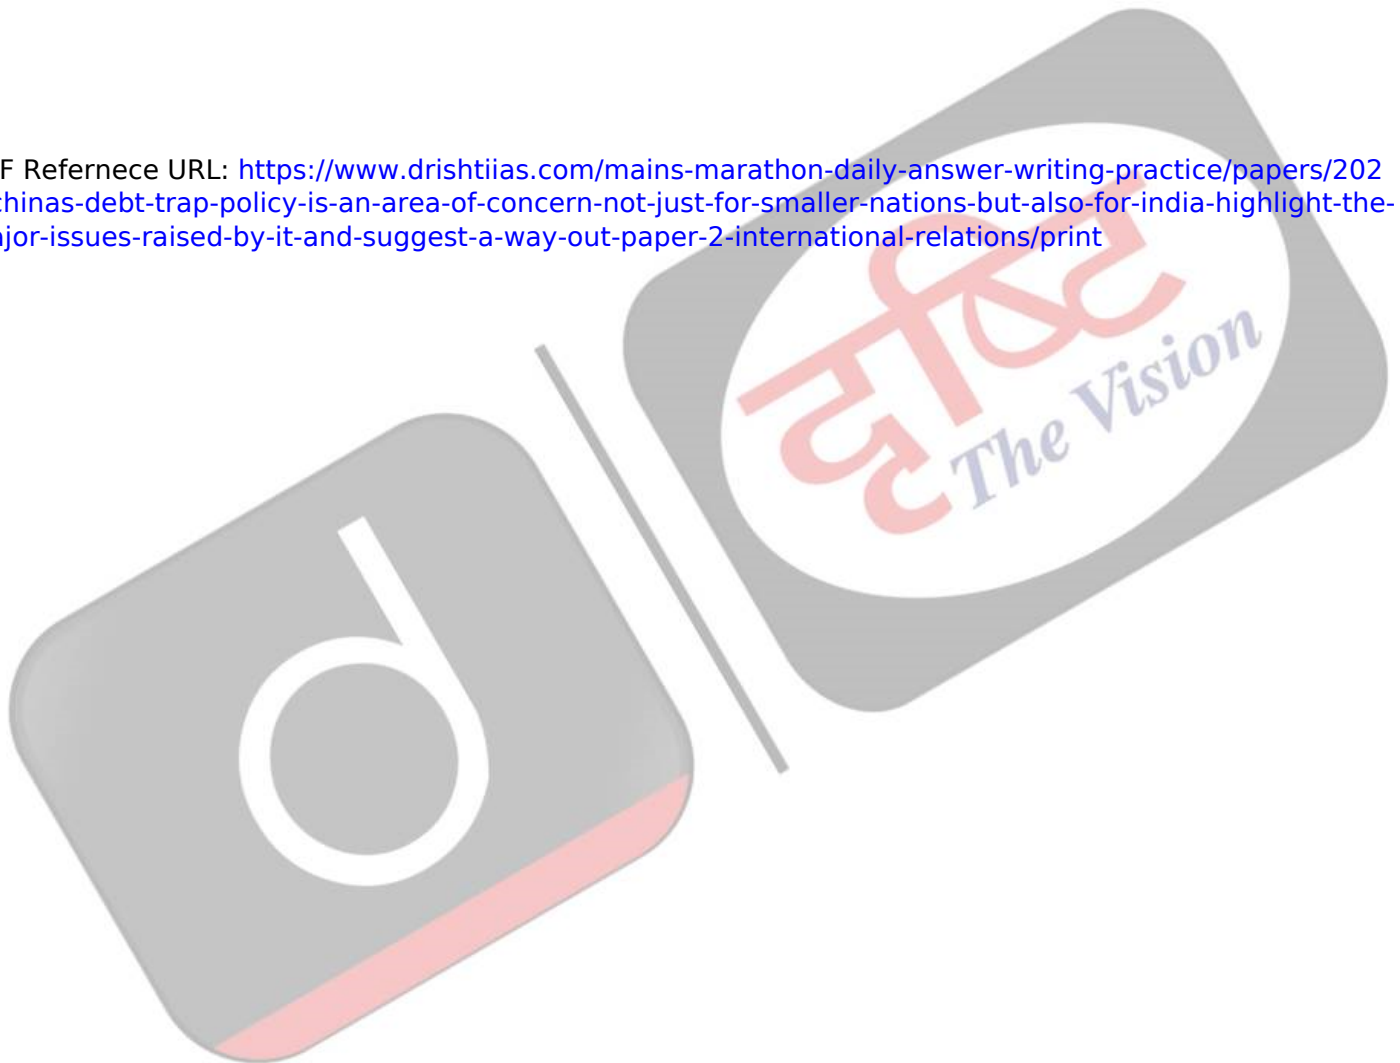 F Refernece URL: https://www.drishtiias.com/mains-marathon-daily-answer-writing-practice/papers/202
chinas-debt-trap-policy-is-an-area-of-concern-not-just-for-smaller-nations-but-also-for-india-highlight-the-
ajor-issues-raised-by-it-and-suggest-a-way-out-paper-2-international-relations/print
दृष्टि
The Vision
d